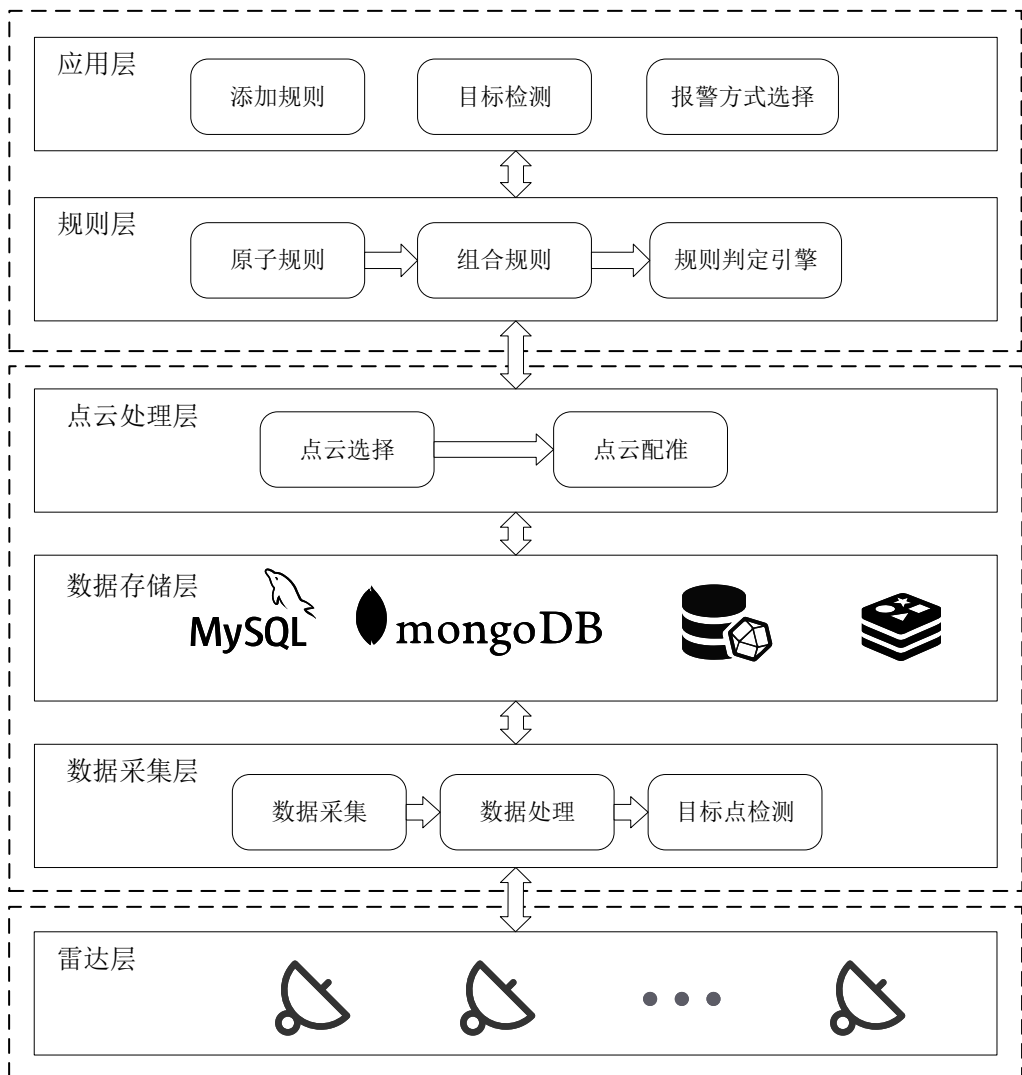 应用层
添加规则
目标检测
报警方式选择
规则层
原子规则
组合规则
规则判定引擎
点云处理层
点云选择
点云配准
数据存储层
MySQL
mongoDB
数据采集层
数据采集
数据处理
目标点检测
雷达层